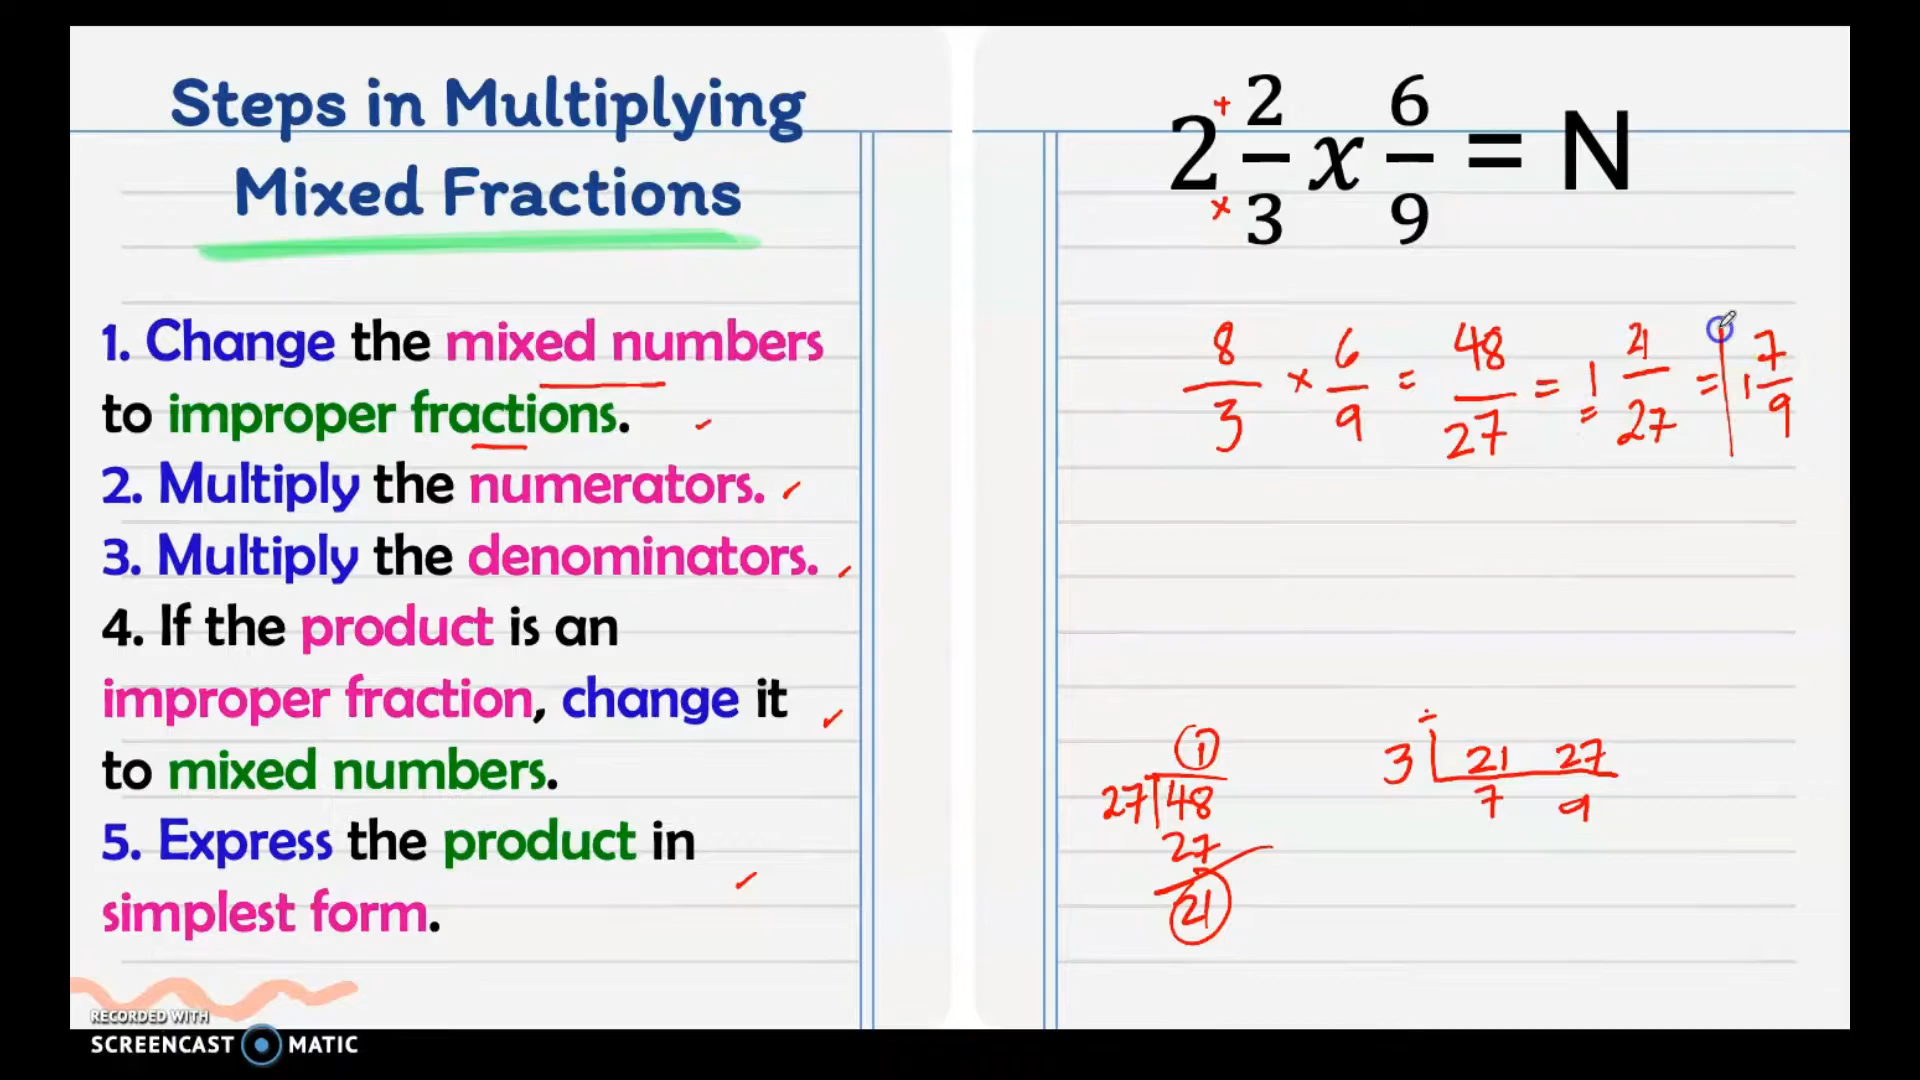 Steps in Multiplying
Mixed Fractions
1. Change the mixed numbers
to improper fractions.
2. Multiply the numerators.
3. Multiply the denominators.
4. If the product is an
improper fraction, change it
to mixed numbers.
5. Express the product in
simplest form.
RECORDED WITH
SCREENCAST MATIC
2 2/3 x 6/9 = N
+
×
8/3 × 6/9 = 48/27 = 1 21/27 = 1 7/9
1
27 48
27
21
÷
3 21 27
7 9